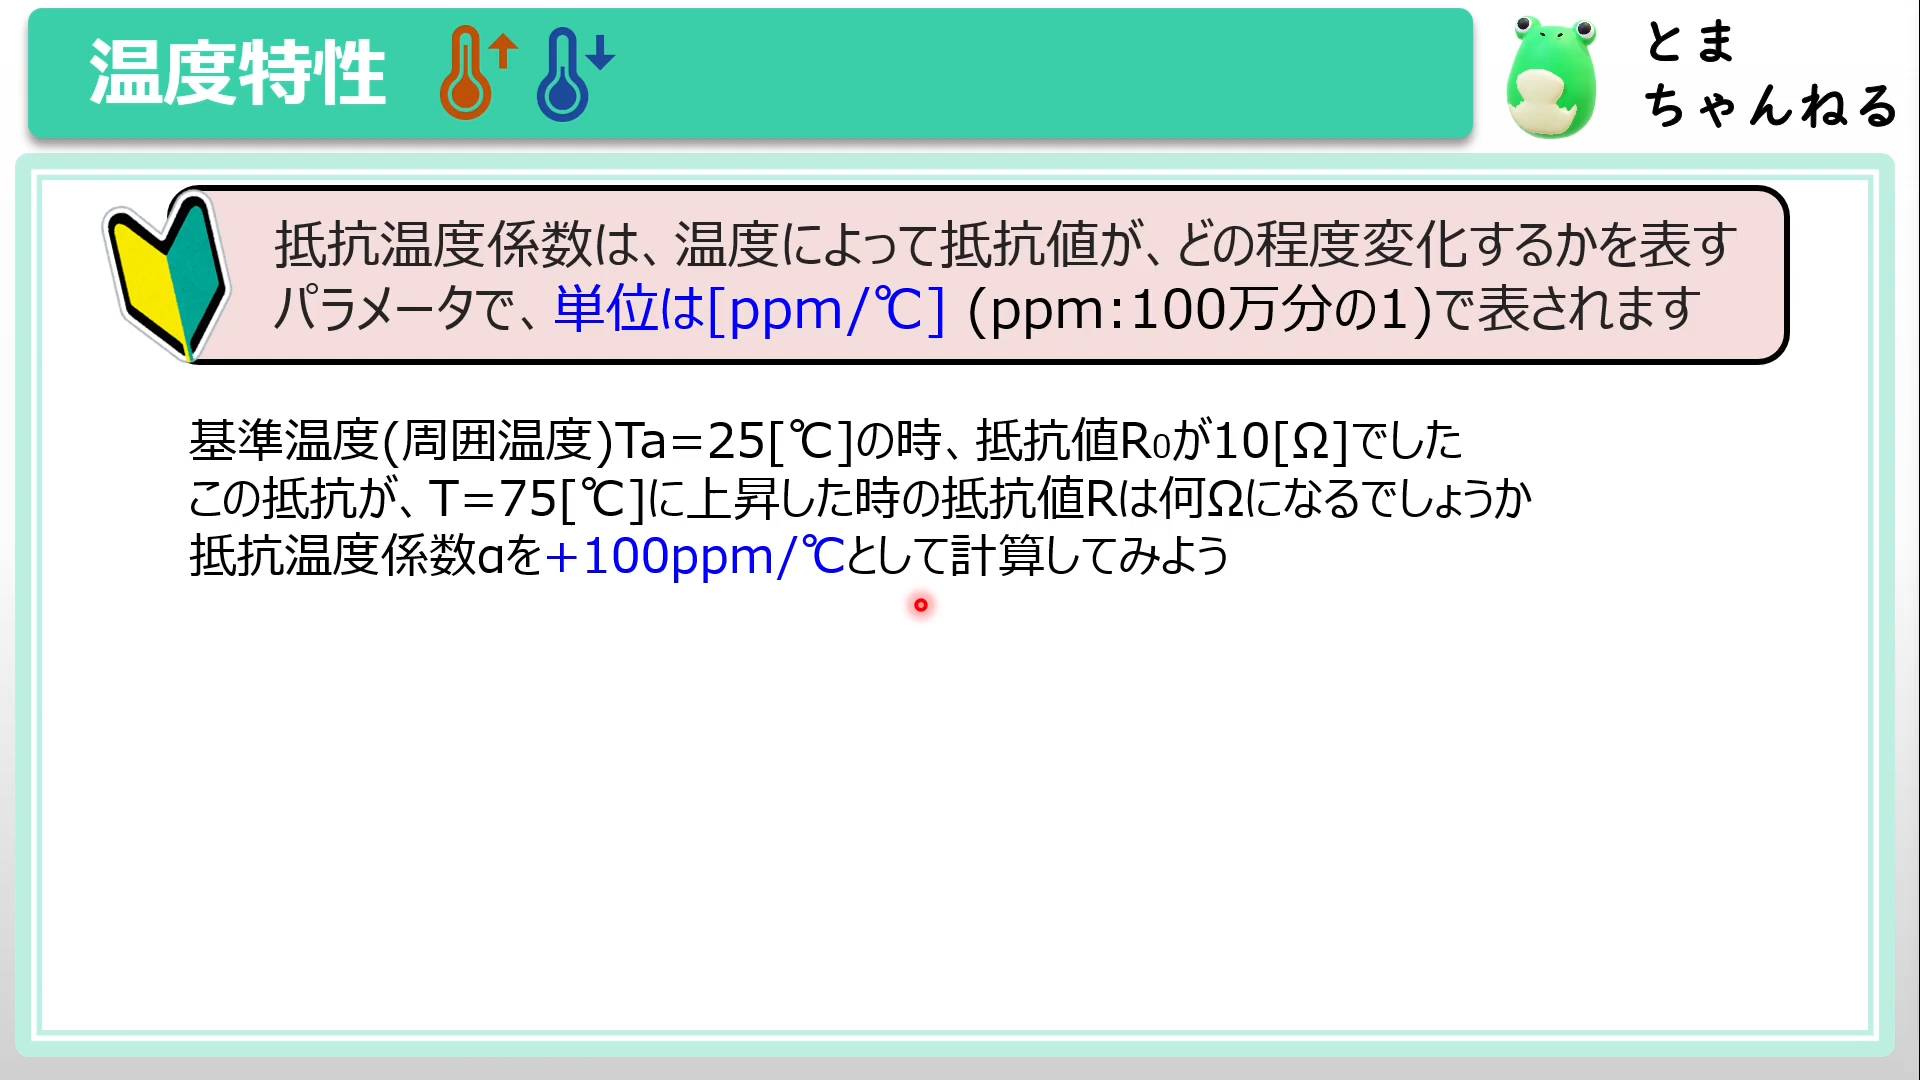 温度特性
とま
ちゃんねる
抵抗温度係数は、温度によって抵抗値が、どの程度変化するかを表す
パラメータで、単位は[ppm/℃] (ppm:100万分の1)で表されます
基準温度(周囲温度)Ta=25[℃]の時、抵抗値R₀が10[Ω]でした
この抵抗が、T=75[℃]に上昇した時の抵抗値Rは何Ωになるでしょうか
抵抗温度係数αを+100ppm/℃として計算してみよう